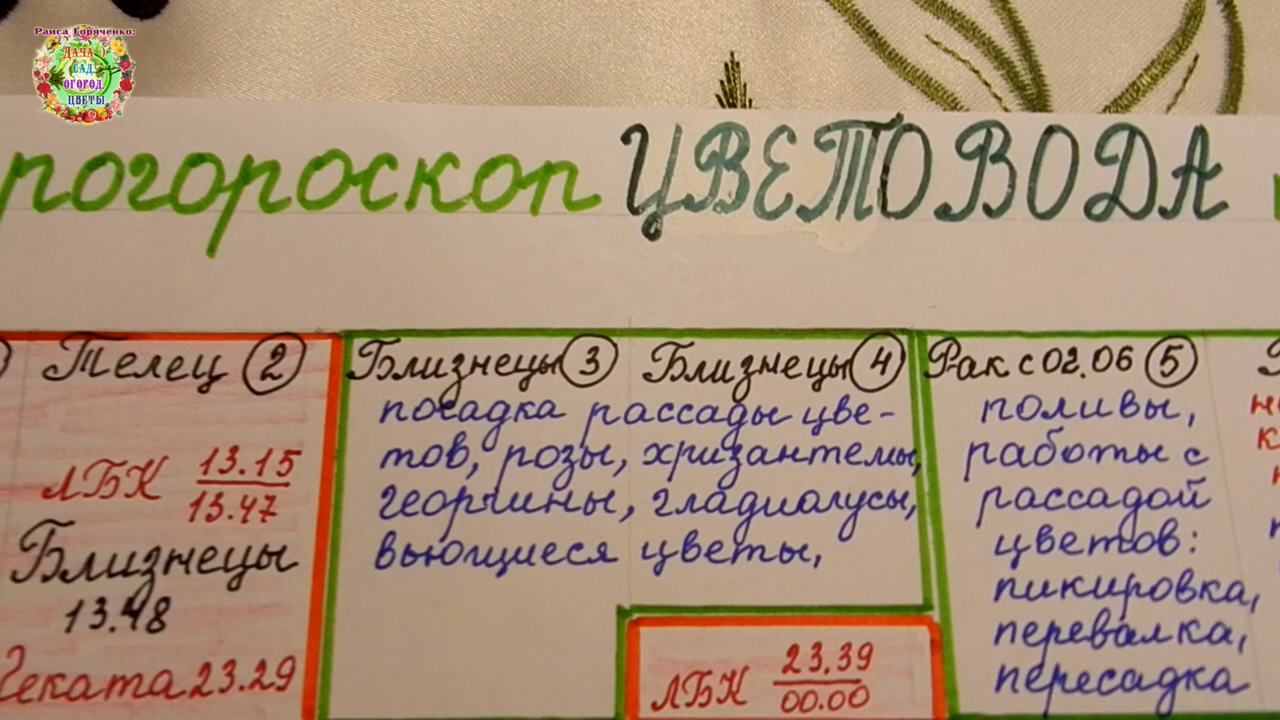 Раиса Горяченко:
ДАЧА
САД,
ОГОРОД,
ЦВЕТЫ
рогороскоп ЦВЕТОВОДА
Телец 2
ЛБК 13.15
13.47
Близнецы
13.48
Геката 23.29
Близнецы 3 Близнецы 4
посадка рассады цве-
тов, розы, хризантемы,
георгины, гладиолусы,
вьющиеся цветы,
ЛБК 23.39
00.00
Рак с 02.06 5
поливы,
работы с
рассадой
цветов:
пикировка,
перевалка,
пересадка